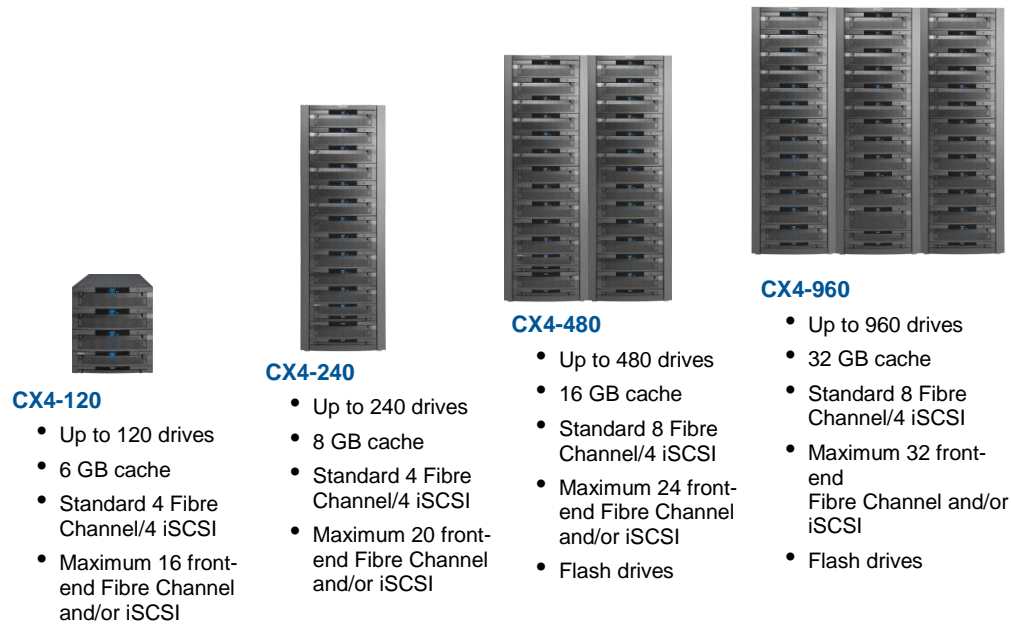 CX4-120
• Up to 120 drives
• 6 GB cache
• Standard 4 Fibre
Channel/4 iSCSI
• Maximum 16 front-
end Fibre Channel
and/or iSCSI
CX4-240
• Up to 240 drives
• 8 GB cache
• Standard 4 Fibre
Channel/4 iSCSI
• Maximum 20 front-
end Fibre Channel
and/or iSCSI
CX4-480
• Up to 480 drives
• 16 GB cache
• Standard 8 Fibre
Channel/4 iSCSI
• Maximum 24 front-
end Fibre Channel
and/or iSCSI
• Flash drives
CX4-960
• Up to 960 drives
• 32 GB cache
• Standard 8 Fibre
Channel/4 iSCSI
• Maximum 32 front-
end
Fibre Channel and/or
iSCSI
• Flash drives